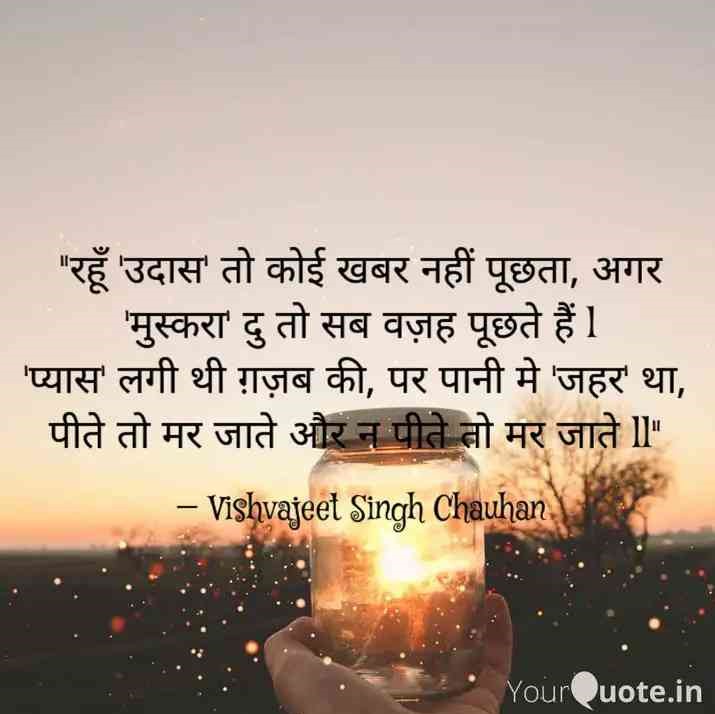 "रहूँ 'उदास' तो कोई खबर नहीं पूछता, अगर
'मुस्करा' दु तो सब वज़ह पूछते हैं l
'प्यास' लगी थी ग़ज़ब की, पर पानी मे 'जहर' था,
पीते तो मर जाते और न पीते तो मर जाते ll"
– Vishvajeet Singh Chauhan
YourQuote.in